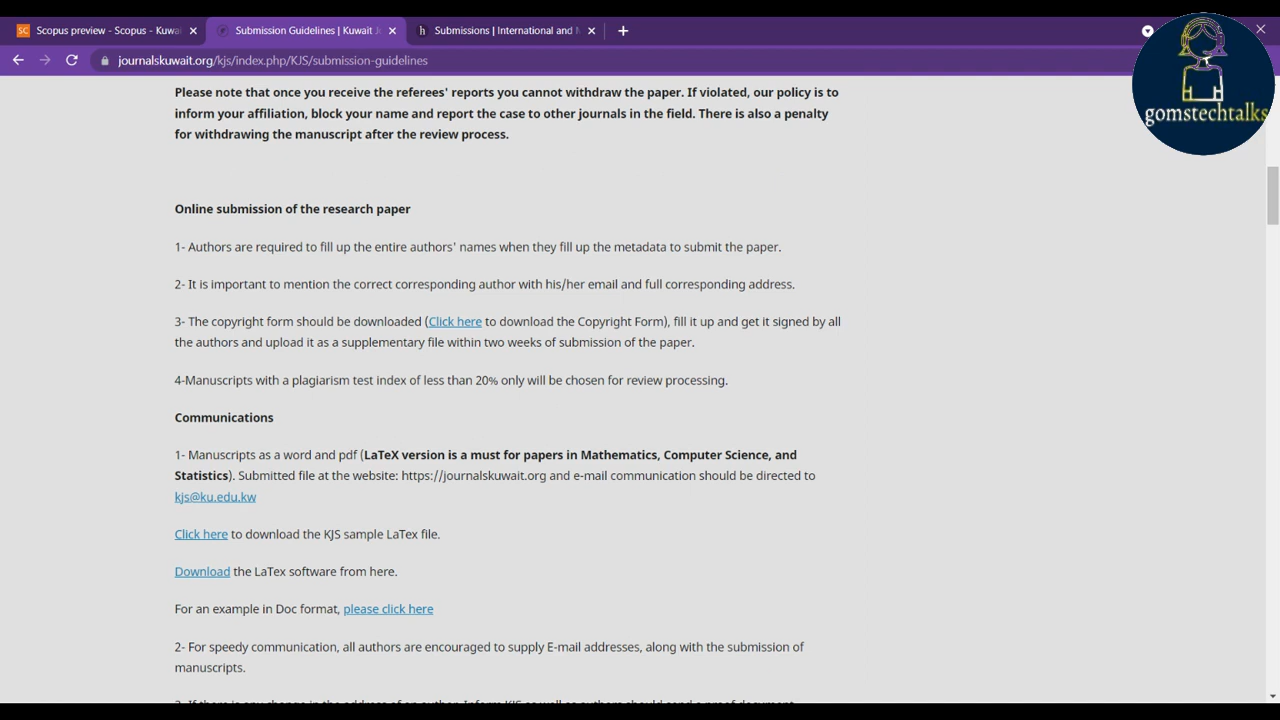 Scopus preview - Scopus - Kuwa
Submission Guidelines | Kuwait J
Submissions | International and M
journalskuwait.org/kjs/index.php/KJS/submission-guidelines
gomstechtalks
Please note that once you receive the referees' reports you cannot withdraw the paper. If violated, our policy is to
inform your affiliation, block your name and report the case to other journals in the field. There is also a penalty
for withdrawing the manuscript after the review process.
Online submission of the research paper
1- Authors are required to fill up the entire authors' names when they fill up the metadata to submit the paper.
2- It is important to mention the correct corresponding author with his/her email and full corresponding address.
3- The copyright form should be downloaded (Click here to download the Copyright Form), fill it up and get it signed by all
the authors and upload it as a supplementary file within two weeks of submission of the paper.
4-Manuscripts with a plagiarism test index of less than 20% only will be chosen for review processing.
Communications
1- Manuscripts as a word and pdf (LaTeX version is a must for papers in Mathematics, Computer Science, and
Statistics). Submitted file at the website: https://journalskuwait.org and e-mail communication should be directed to
kjs@ku.edu.kw
Click here to download the KJS sample LaTex file.
Download the LaTex software from here.
For an example in Doc format, please click here
2- For speedy communication, all authors are encouraged to supply E-mail addresses, along with the submission of
manuscripts.